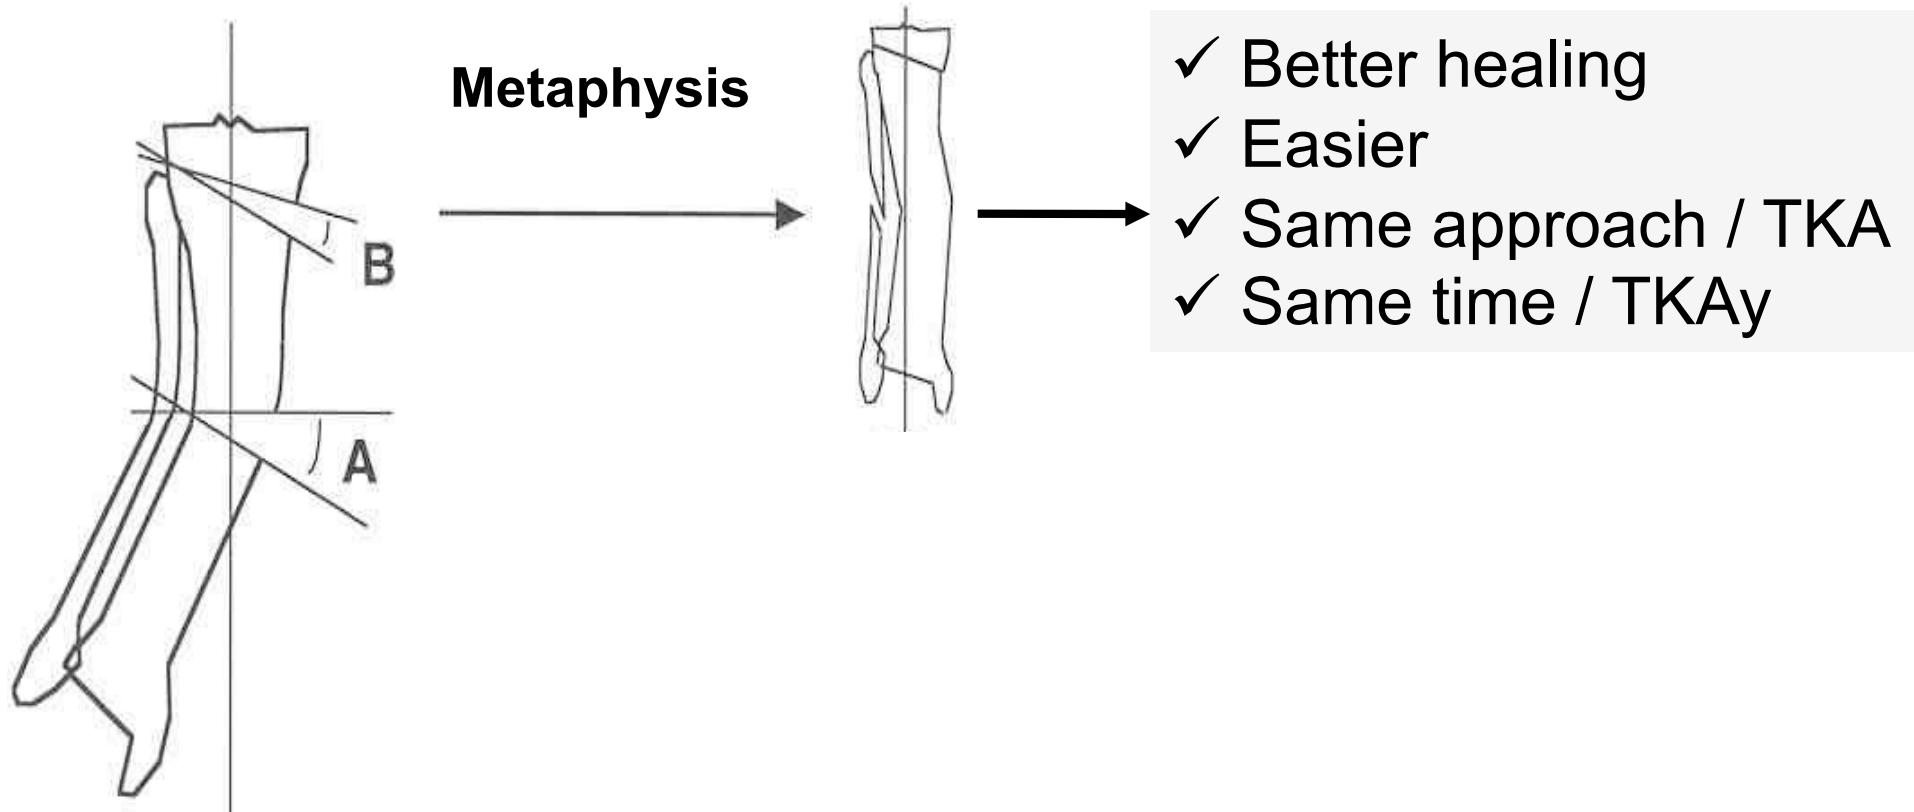 Metaphysis
B
A
✓ Better healing
✓ Easier
✓ Same approach / TKA
✓ Same time / TKAy